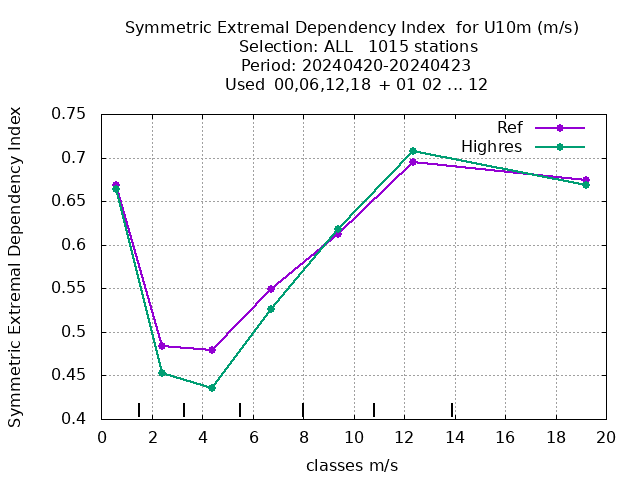 Symmetric Extremal Dependency Index  for U10m (m/s)
Selection: ALL   1015 stations
Period: 20240420-20240423
Used  00,06,12,18 + 01 02 ... 12
Symmetric Extremal Dependency Index
0.75
0.7
0.65
0.6
0.55
0.5
0.45
0.4
Ref
Highres
0 2 4 6 8 10 12 14 16 18 20
classes m/s